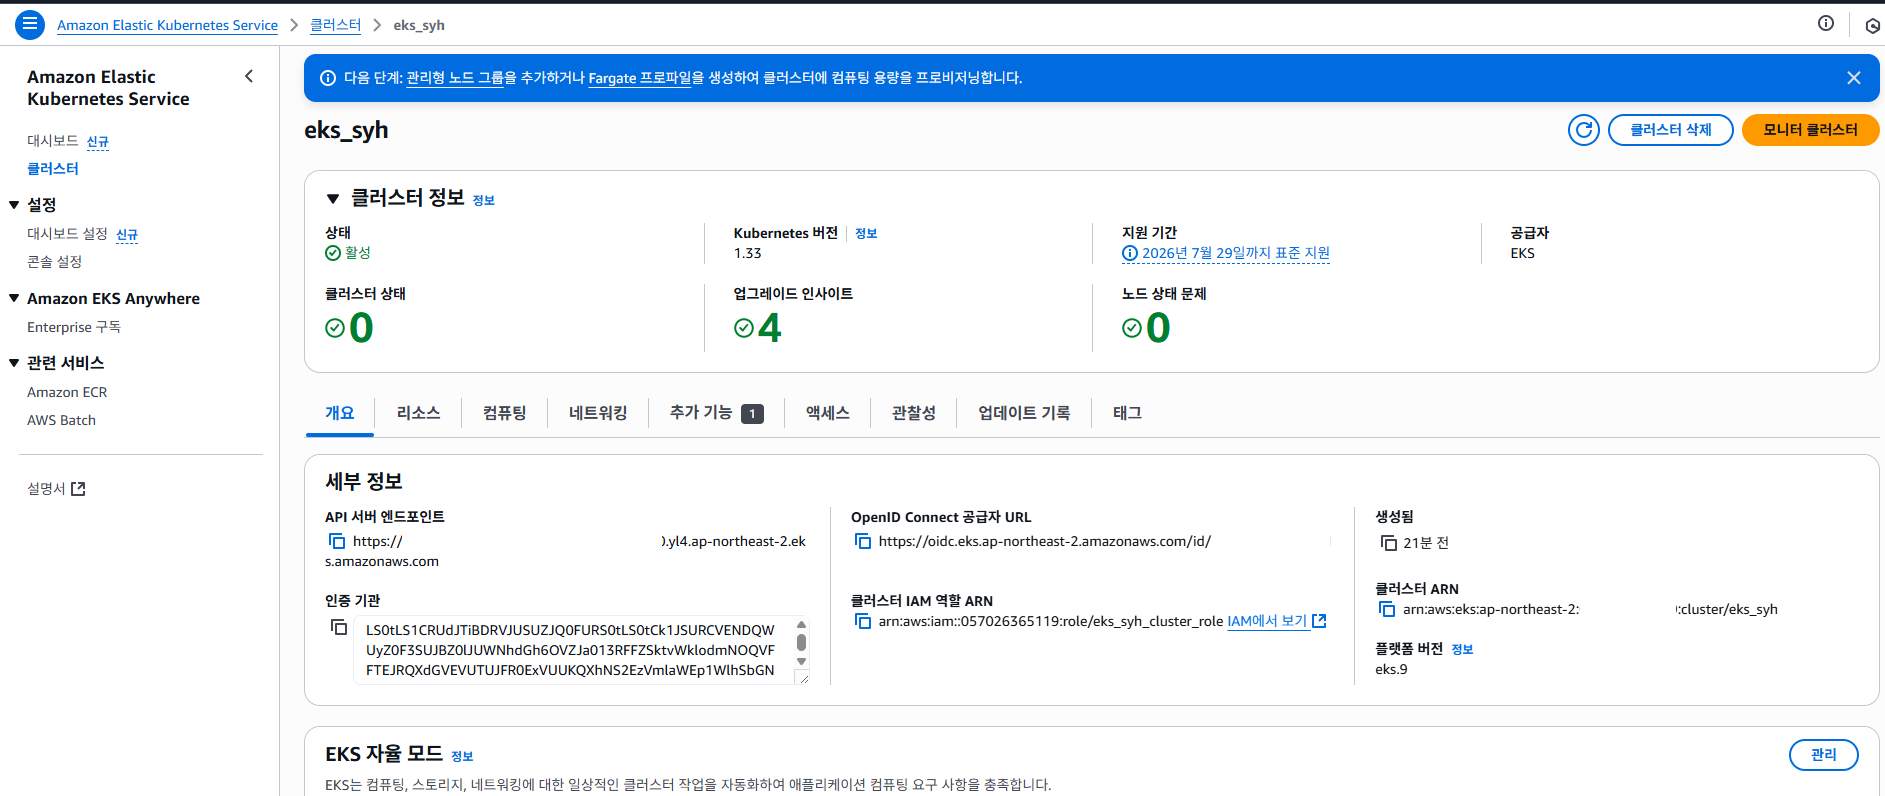 Amazon Elastic Kubernetes Service > 클러스터 > eks_syh
Amazon Elastic
Kubernetes Service
대시보드 신규
클러스터
설정
대시보드 설정 신규
콘솔 설정
Amazon EKS Anywhere
Enterprise 구독
관련 서비스
Amazon ECR
AWS Batch
설명서
다음 단계: 관리형 노드 그룹을 추가하거나 Fargate 프로파일을 생성하여 클러스터에 컴퓨팅 용량을 프로비저닝합니다.
eks_syh
클러스터 삭제
모니터 클러스터
클러스터 정보 정보
상태
활성
Kubernetes 버전 정보
1.33
지원 기간
2026년 7월 29일까지 표준 지원
공급자
EKS
클러스터 상태
0
업그레이드 인사이트
4
노드 상태 문제
0
개요 리소스 컴퓨팅 네트워킹 추가 기능 1 액세스 관찰성 업데이트 기록 태그
세부 정보
API 서버 엔드포인트
https:// .yl4.ap-northeast-2.ek
s.amazonaws.com
인증 기관
LS0tLS1CRUdJTiBDRVJUSUZJQ0FURS0tLS0tCk1JSURCVENDQW
UyZ0F3SUJBZ0lJUWNhdGh6OVZJa013RFFZSktvWklodmNOQVF
FTEJRQXdGVEVUTUJFR0ExVUUKQXhNS2EzVmlaWEp1WlhSbGN
OpenID Connect 공급자 URL
https://oidc.eks.ap-northeast-2.amazonaws.com/id/
클러스터 IAM 역할 ARN
arn:aws:iam::057026365119:role/eks_syh_cluster_role IAM에서 보기
생성됨
21분 전
클러스터 ARN
arn:aws:eks:ap-northeast-2: :cluster/eks_syh
플랫폼 버전 정보
eks.9
EKS 자율 모드 정보
관리
EKS는 컴퓨팅, 스토리지, 네트워킹에 대한 일상적인 클러스터 작업을 자동화하여 애플리케이션 컴퓨팅 요구 사항을 충족합니다.